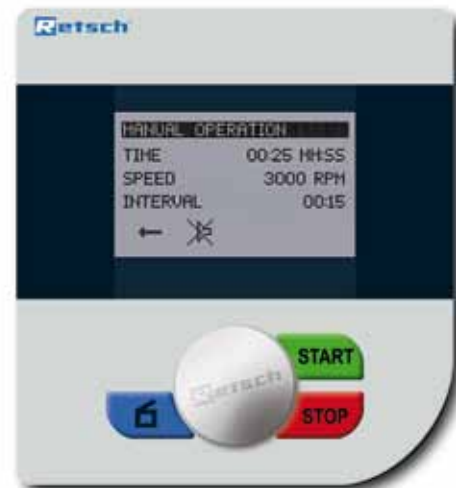 Retsch
MANUAL OPERATION
TIME 00:25 MM:SS
SPEED 3000 RPM
INTERVAL 00:15
Retsch
START
STOP